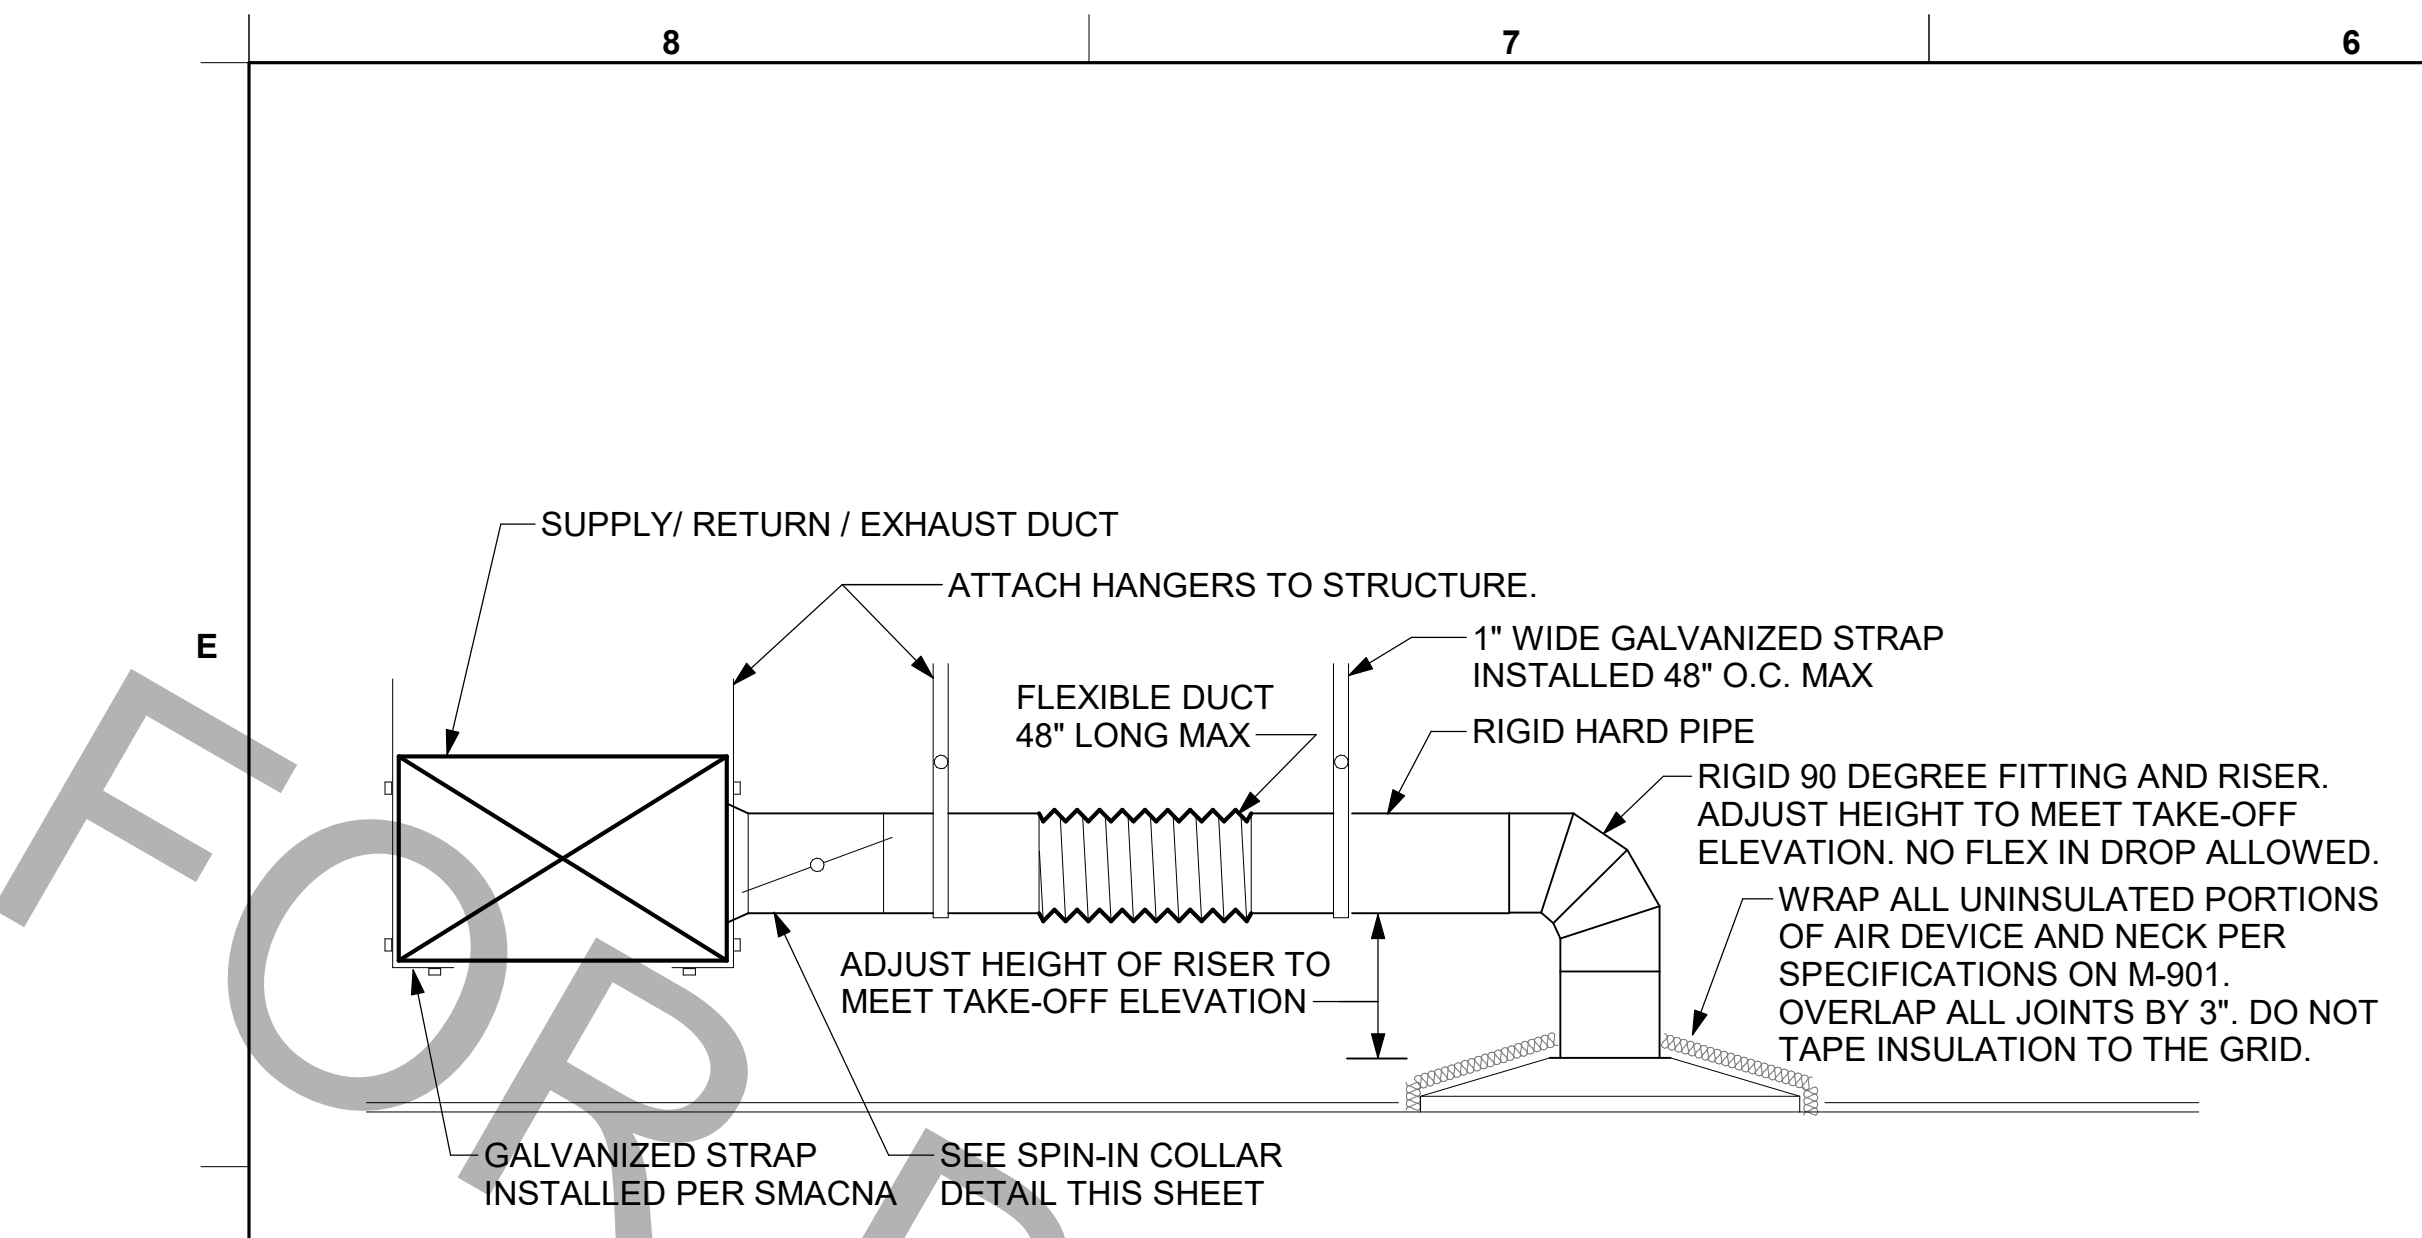 8
7
6
E
SUPPLY/ RETURN / EXHAUST DUCT
ATTACH HANGERS TO STRUCTURE.
1" WIDE GALVANIZED STRAP
INSTALLED 48" O.C. MAX
FLEXIBLE DUCT
48" LONG MAX
RIGID HARD PIPE
RIGID 90 DEGREE FITTING AND RISER.
ADJUST HEIGHT TO MEET TAKE-OFF
ELEVATION. NO FLEX IN DROP ALLOWED.
WRAP ALL UNINSULATED PORTIONS
OF AIR DEVICE AND NECK PER
SPECIFICATIONS ON M-901.
OVERLAP ALL JOINTS BY 3". DO NOT
TAPE INSULATION TO THE GRID.
ADJUST HEIGHT OF RISER TO
MEET TAKE-OFF ELEVATION
GALVANIZED STRAP
INSTALLED PER SMACNA
SEE SPIN-IN COLLAR
DETAIL THIS SHEET
FOR